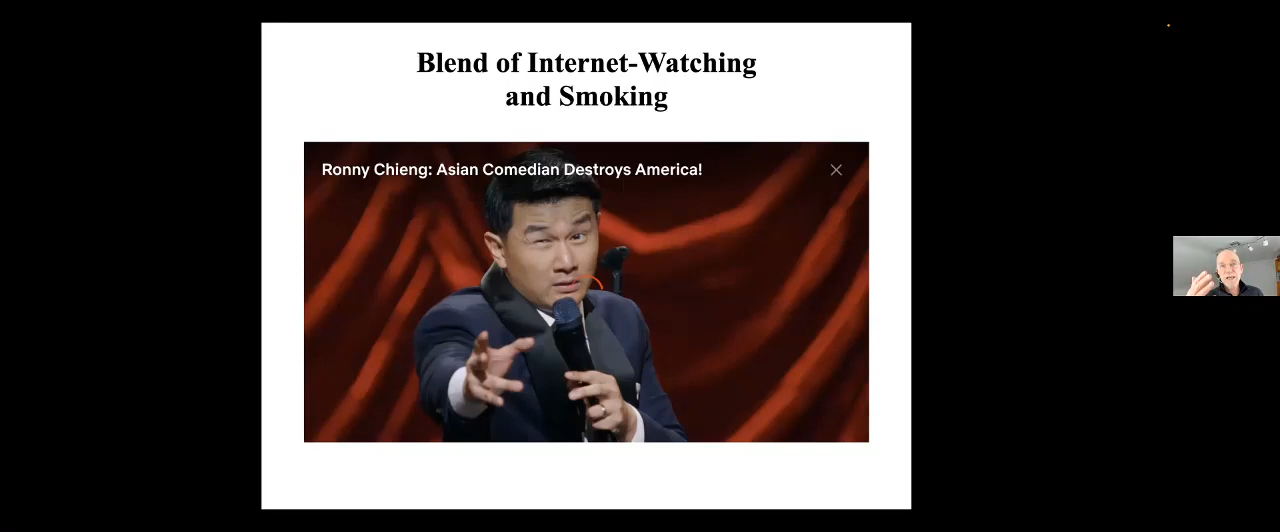 Blend of Internet-Watching
and Smoking
Ronny Chieng: Asian Comedian Destroys America!